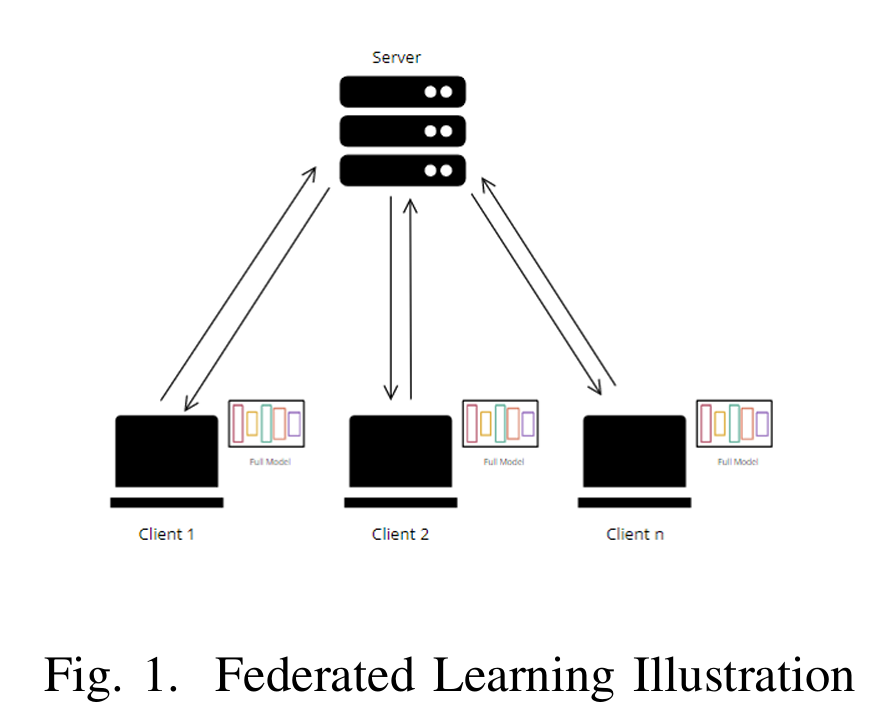 Server
Full Model Full Model Full Model
Client 1 Client 2 Client n
Fig. 1. Federated Learning Illustration